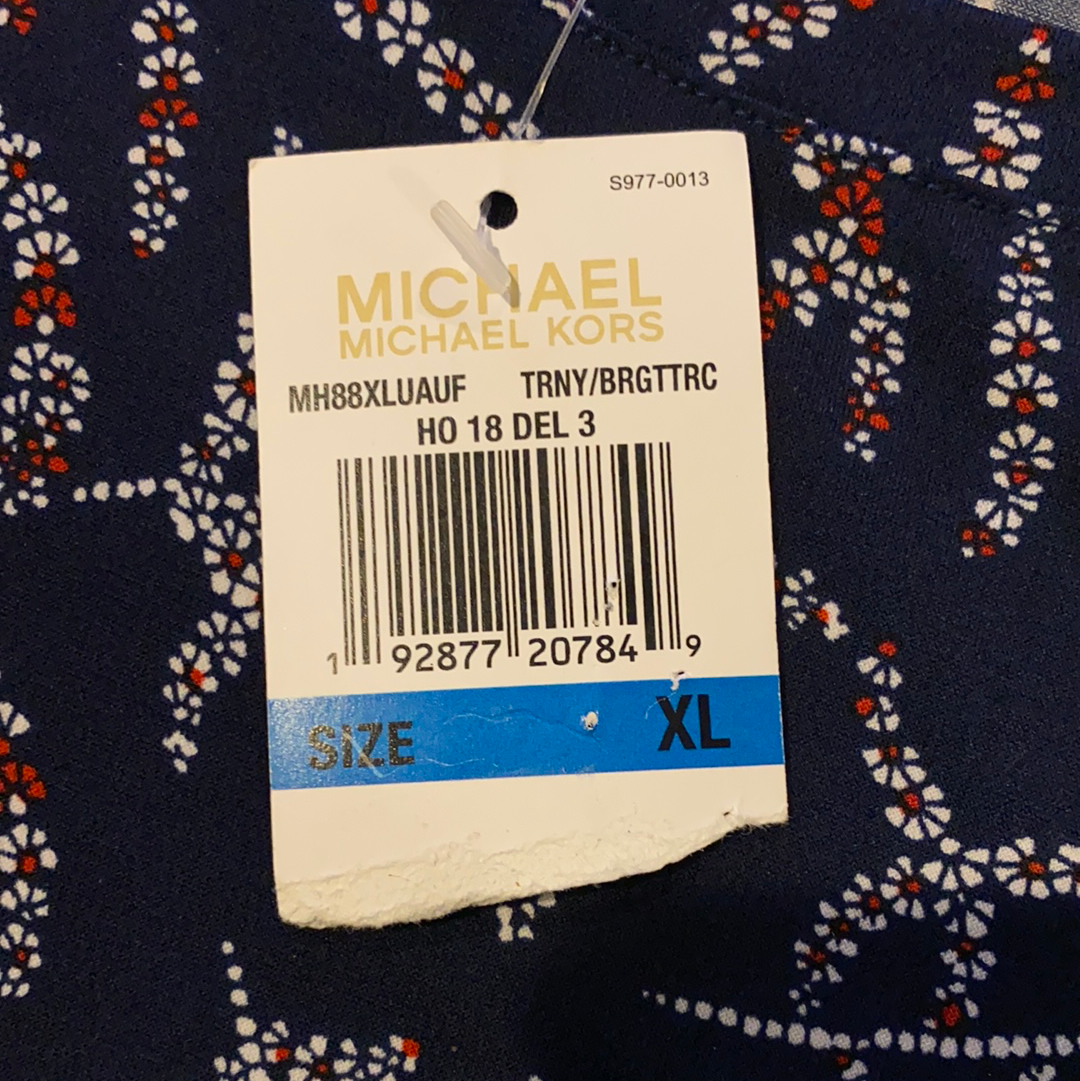 S977-0013
MICHAEL
MICHAEL KORS
MH88XLUAUF TRNY/BRGTTRC
HO 18 DEL 3
1 92877 20784 9
SIZE XL